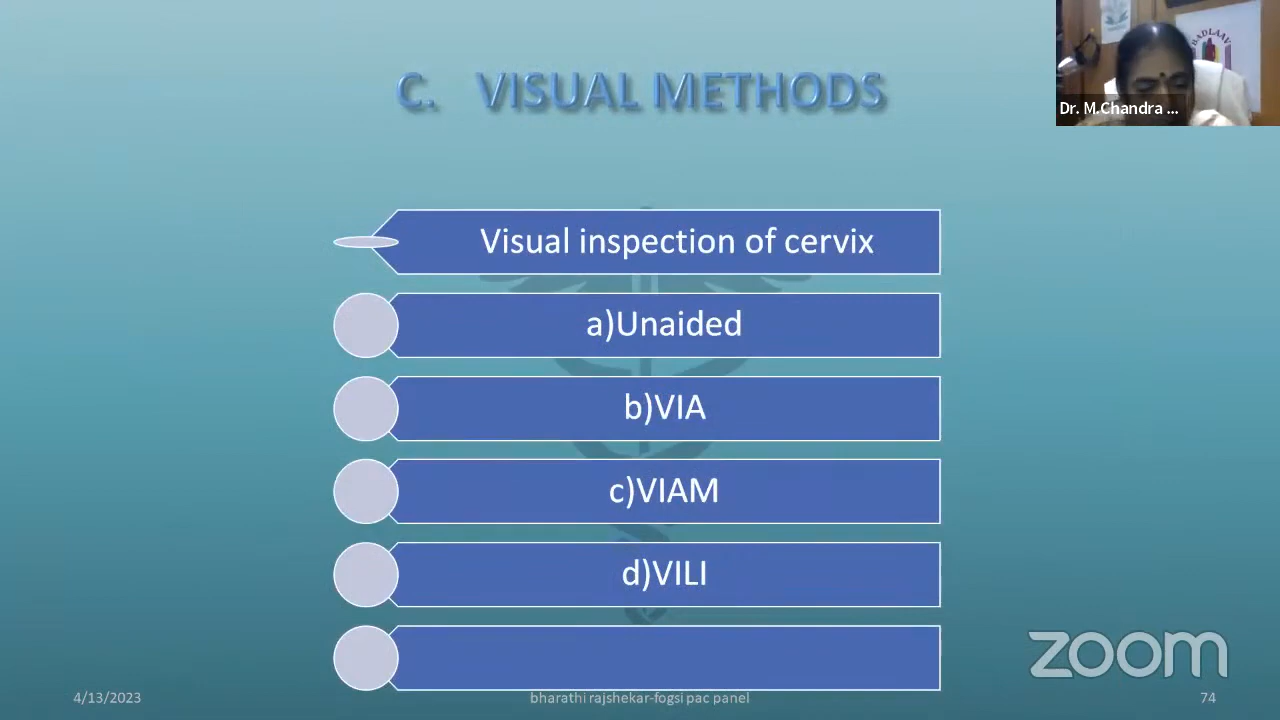 C. VISUAL METHODS
BADLAAV
Dr. M.Chandra ...
Visual inspection of cervix
a)Unaided
b)VIA
c)VIAM
d)VILI
zoom
4/13/2023
bharathi rajshekar-fogsi pac panel
74